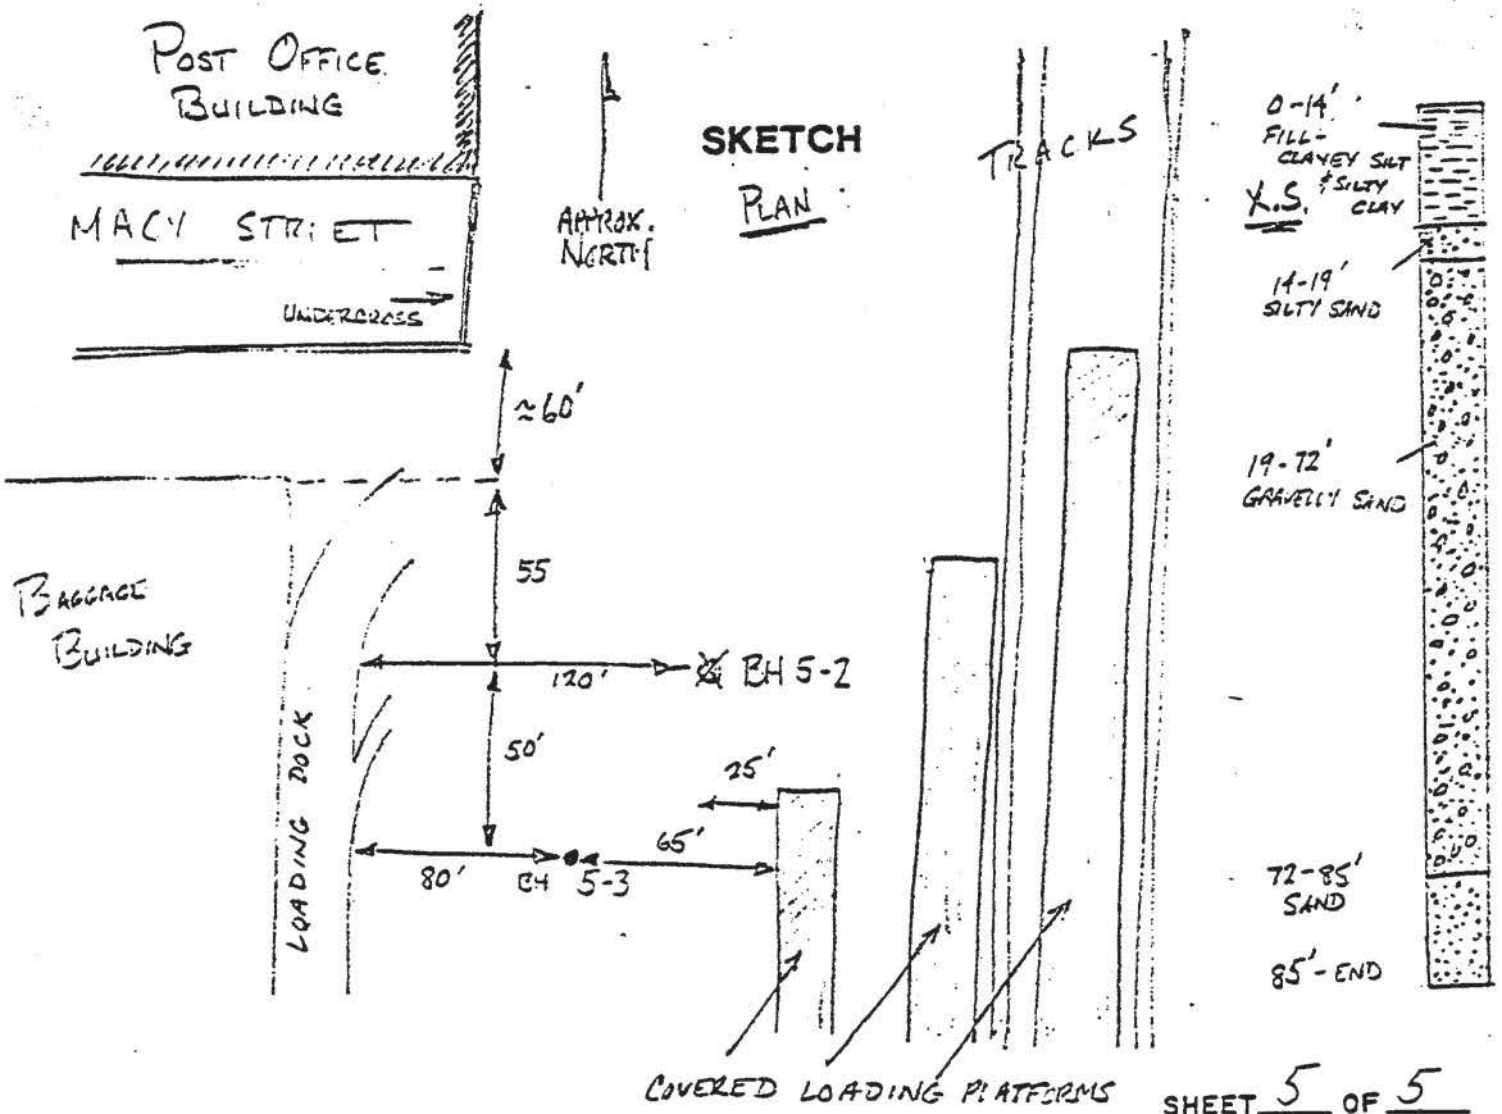 POST OFFICE
BUILDING
MACY STREET
UNDERCROSS
APPROX.
NORTH
SKETCH
PLAN
TRACKS
0-14'
FILL-
CLAYEY SILT
& SILTY
CLAY
X.S.
14-19'
SILTY SAND
19-72'
GRAVELLY SAND
72-85'
SAND
85'-END
≈60'
55
BAGGAGE
BUILDING
120'
BH 5-2
50'
25'
65'
80'
BH 5-3
LOADING DOCK
COVERED LOADING PLATFORMS
SHEET 5 OF 5